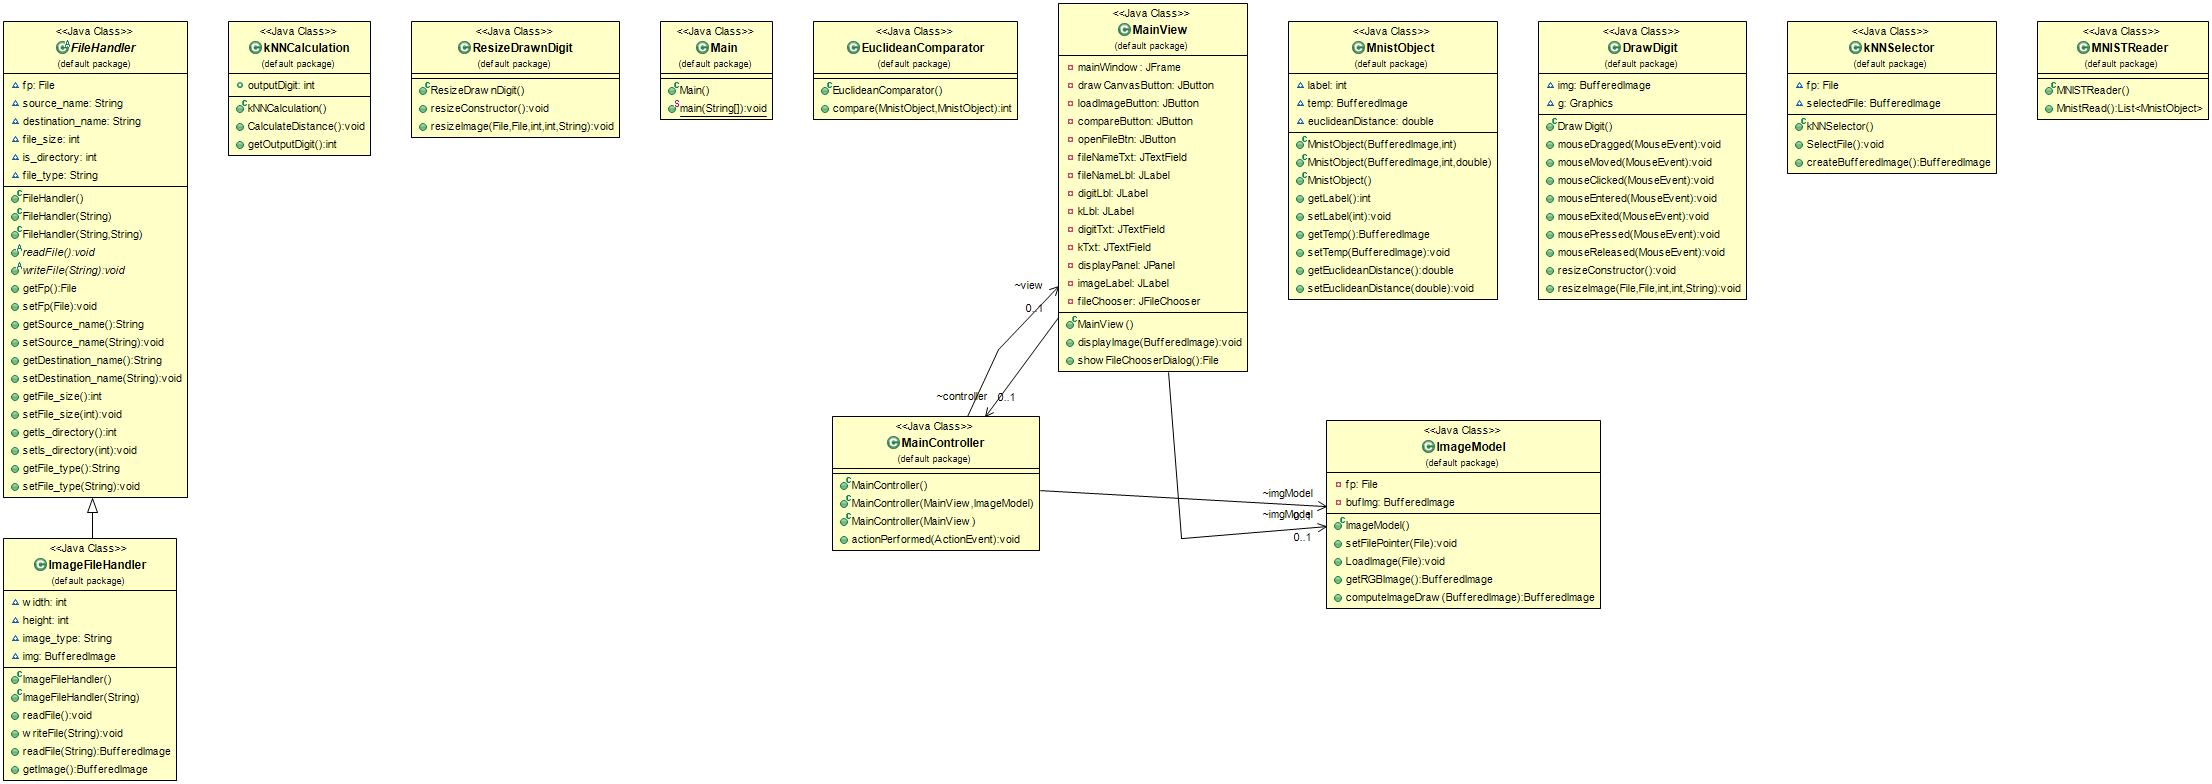 <<Java Class>>
FileHandler
(default package)
fp: File
source_name: String
destination_name: String
file_size: int
is_directory: int
file_type: String
FileHandler()
FileHandler(String)
FileHandler(String,String)
readFile():void
writeFile(String):void
getFp():File
setFp(File):void
getSource_name():String
setSource_name(String):void
getDestination_name():String
setDestination_name(String):void
getFile_size():int
setFile_size(int):void
getIs_directory():int
setIs_directory(int):void
getFile_type():String
setFile_type(String):void
<<Java Class>>
ImageFileHandler
(default package)
width: int
height: int
image_type: String
img: BufferedImage
ImageFileHandler()
ImageFileHandler(String)
readFile():void
writeFile(String):void
readFile(String):BufferedImage
getImage():BufferedImage
<<Java Class>>
kNNCalculation
(default package)
outputDigit: int
kNNCalculation()
CalculateDistance():void
getOutputDigit():int
<<Java Class>>
ResizeDrawnDigit
(default package)
ResizeDrawnDigit()
resizeConstructor():void
resizeImage(File,File,int,int,String):void
<<Java Class>>
Main
(default package)
Main()
main(String[]):void
<<Java Class>>
EuclideanComparator
(default package)
EuclideanComparator()
compare(MnistObject,MnistObject):int
<<Java Class>>
MainView
(default package)
mainWindow: JFrame
drawCanvasButton: JButton
loadImageButton: JButton
compareButton: JButton
openFileBtn: JButton
fileNameTxt: JTextField
fileNameLbl: JLabel
digitLbl: JLabel
kLbl: JLabel
digitTxt: JTextField
kTxt: JTextField
displayPanel: JPanel
imageLabel: JLabel
fileChooser: JFileChooser
MainView()
displayImage(BufferedImage):void
showFileChooserDialog():File
~view
0..1
~controller
0..1
<<Java Class>>
MainController
(default package)
MainController()
MainController(MainView,ImageModel)
MainController(MainView)
actionPerformed(ActionEvent):void
~imgModel
0..1
~imgModel
0..1
<<Java Class>>
ImageModel
(default package)
fp: File
bufImg: BufferedImage
ImageModel()
setFilePointer(File):void
LoadImage(File):void
getRGBImage():BufferedImage
computeImageDraw(BufferedImage):BufferedImage
<<Java Class>>
MnistObject
(default package)
label: int
temp: BufferedImage
euclideanDistance: double
MnistObject(BufferedImage,int)
MnistObject(BufferedImage,int,double)
MnistObject()
getLabel():int
setLabel(int):void
getTemp():BufferedImage
setTemp(BufferedImage):void
getEuclideanDistance():double
setEuclideanDistance(double):void
<<Java Class>>
DrawDigit
(default package)
img: BufferedImage
g: Graphics
DrawDigit()
mouseDragged(MouseEvent):void
mouseMoved(MouseEvent):void
mouseClicked(MouseEvent):void
mouseEntered(MouseEvent):void
mouseExited(MouseEvent):void
mousePressed(MouseEvent):void
mouseReleased(MouseEvent):void
resizeConstructor():void
resizeImage(File,File,int,int,String):void
<<Java Class>>
kNNSelector
(default package)
fp: File
selectedFile: BufferedImage
kNNSelector()
SelectFile():void
createBufferedImage():BufferedImage
<<Java Class>>
MNISTReader
(default package)
MNISTReader()
MnistRead():List<MnistObject>